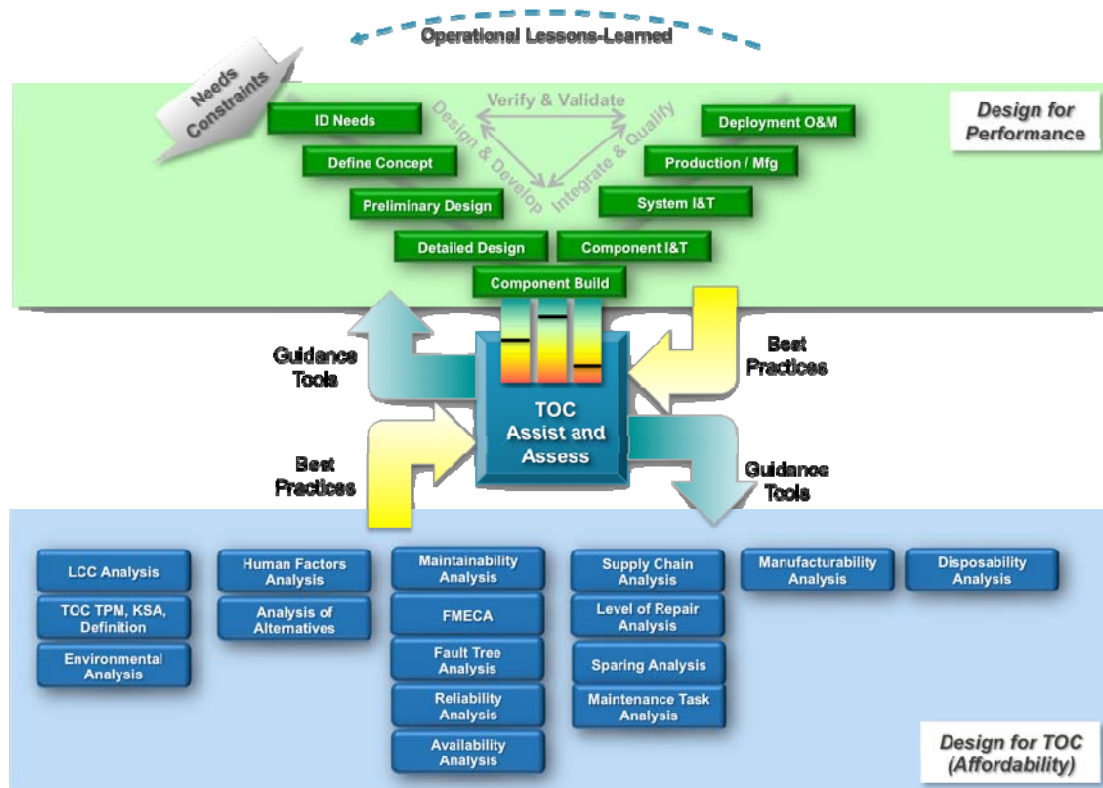 Operational Lessons-Learned
Needs
Constraints
Design for
Performance
Verify & Validate
Design & Develop
Integrate & Qualify
ID Needs
Define Concept
Preliminary Design
Detailed Design
Component Build
Component I&T
System I&T
Production / Mfg
Deployment O&M
Guidance
Tools
Best
Practices
TOC
Assist and
Assess
Best
Practices
Guidance
Tools
LCC Analysis
TOC TPM, KSA,
Definition
Environmental
Analysis
Human Factors
Analysis
Analysis of
Alternatives
Maintainability
Analysis
FMECA
Fault Tree
Analysis
Reliability
Analysis
Availability
Analysis
Supply Chain
Analysis
Level of Repair
Analysis
Sparing Analysis
Maintenance Task
Analysis
Manufacturability
Analysis
Disposability
Analysis
Design for TOC
(Affordability)